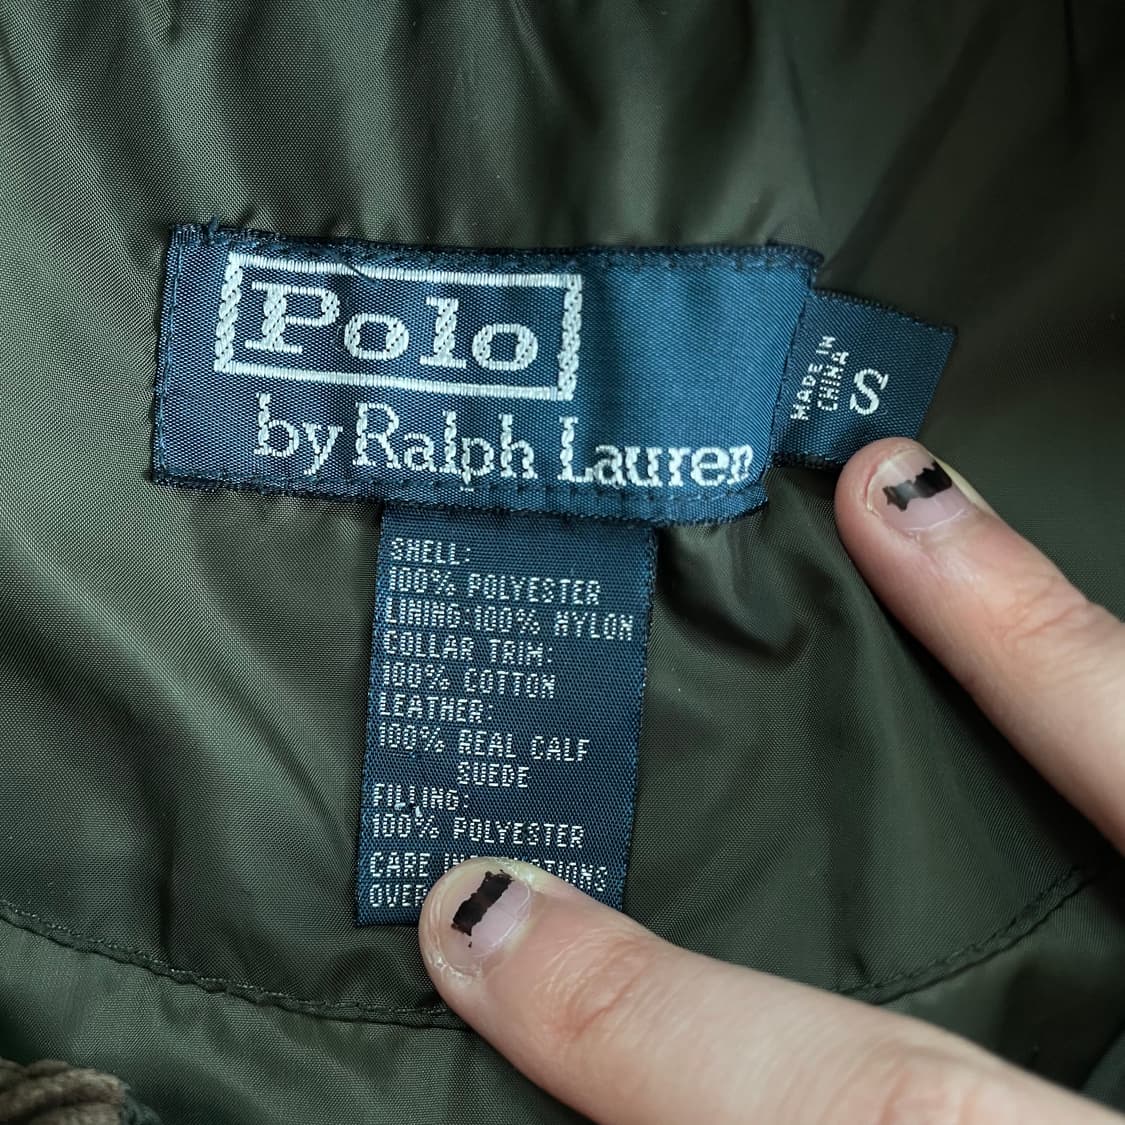 Polo
by Ralph Lauren
MADE IN
CHINA
S
SHELL:
100% POLYESTER
LINING:100% NYLON
COLLAR TRIM:
100% COTTON
LEATHER:
100% REAL CALF
SUEDE
FILLING:
100% POLYESTER
CARE
OVER